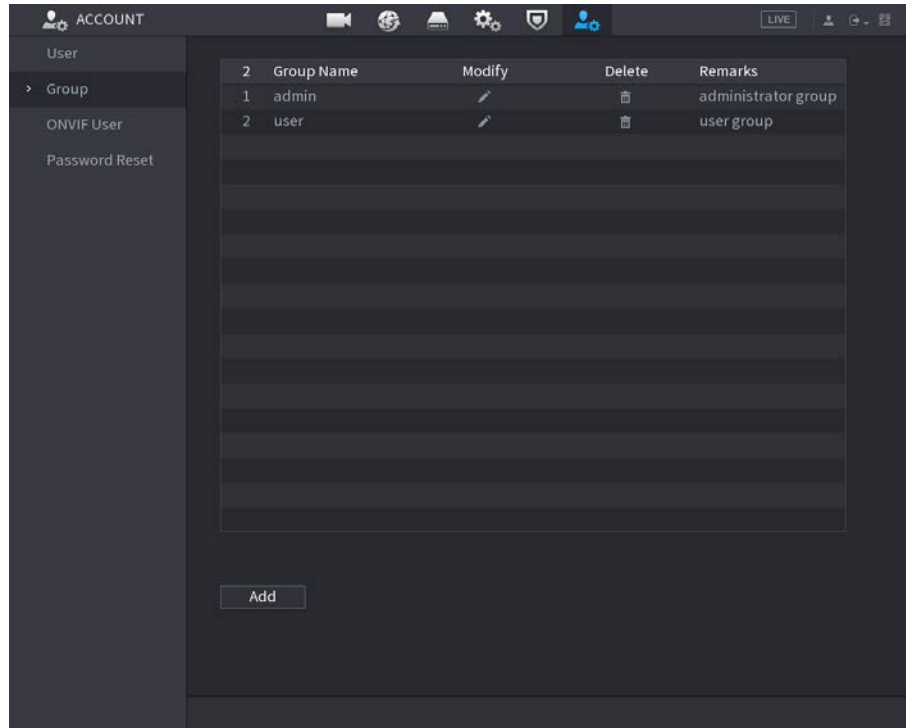 ACCOUNT LIVE
User
Group
ONVIF User
Password Reset
2 Group Name Modify Delete Remarks
1 admin administrator group
2 user user group
Add